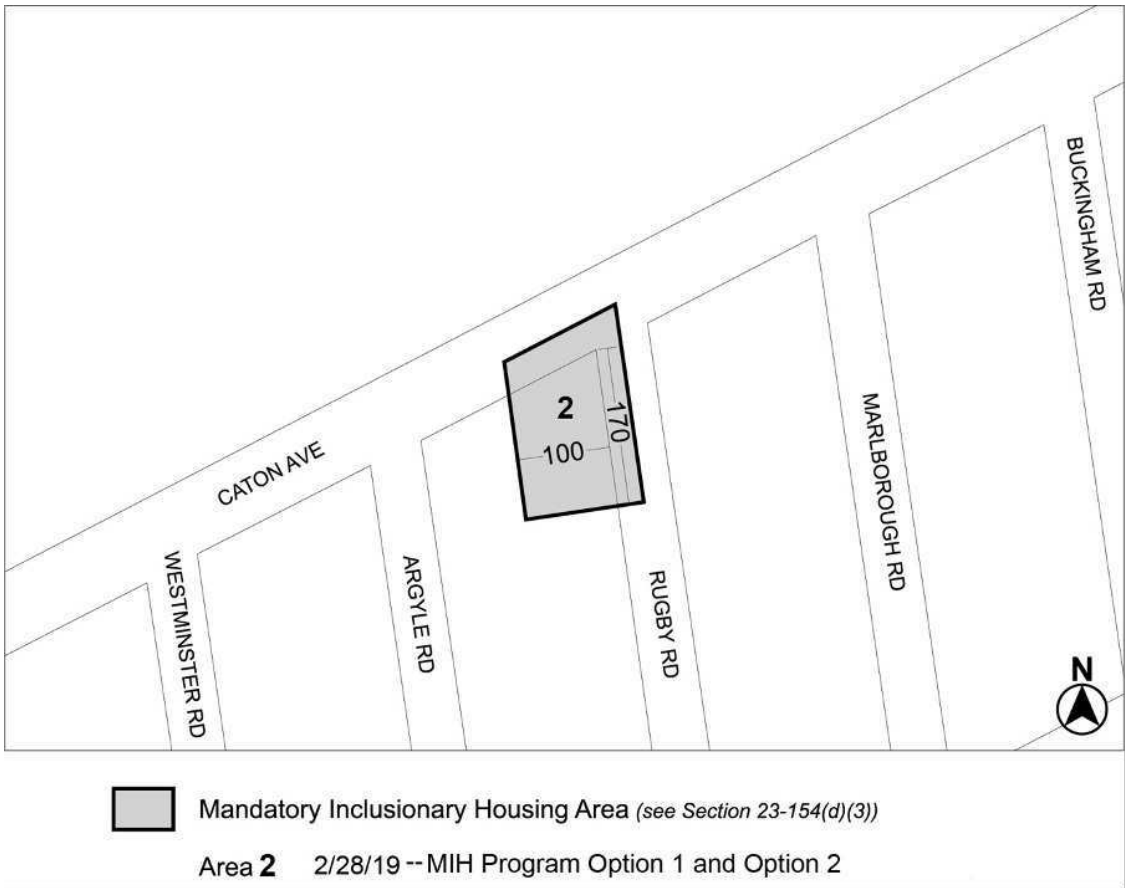 BUCKINGHAM RD
2
170
100
MARLBOROUGH RD
CATON AVE
WESTMINSTER RD
ARGYLE RD
RUGBY RD
N
Mandatory Inclusionary Housing Area (see Section 23-154(d)(3))
Area 2 2/28/19 -- MIH Program Option 1 and Option 2